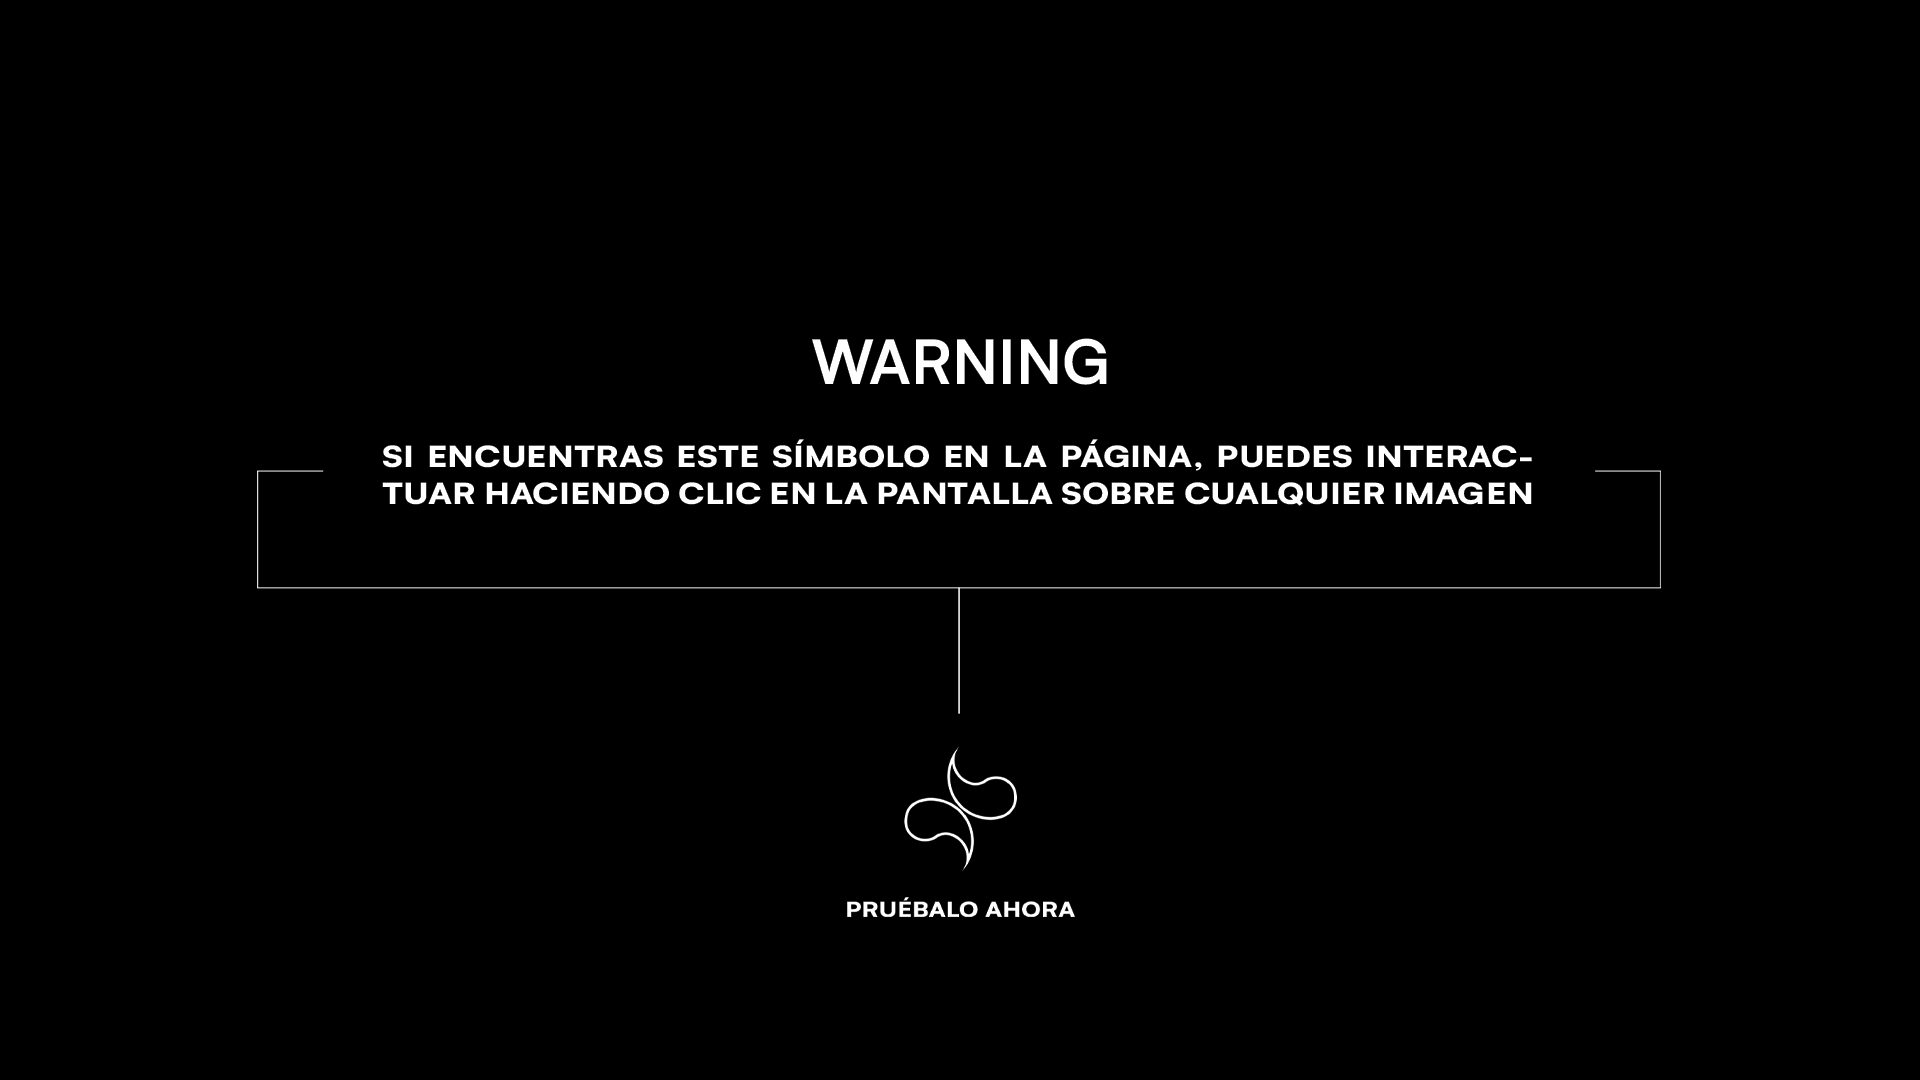 WARNING
SI ENCUENTRAS ESTE SÍMBOLO EN LA PÁGINA, PUEDES INTERAC-
TUAR HACIENDO CLIC EN LA PANTALLA SOBRE CUALQUIER IMAGEN
PRUÉBALO AHORA